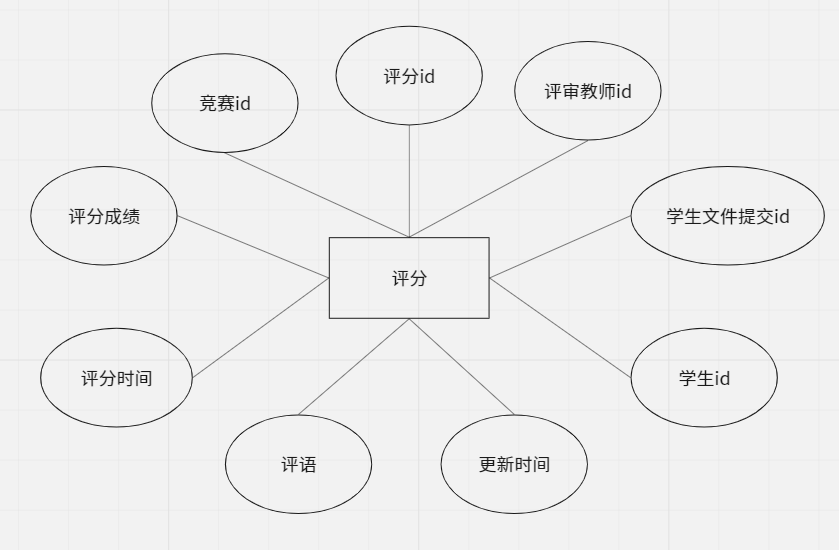 评分id
评审教师id
竞赛id
评分成绩
学生文件提交id
评分
评分时间
学生id
评语
更新时间